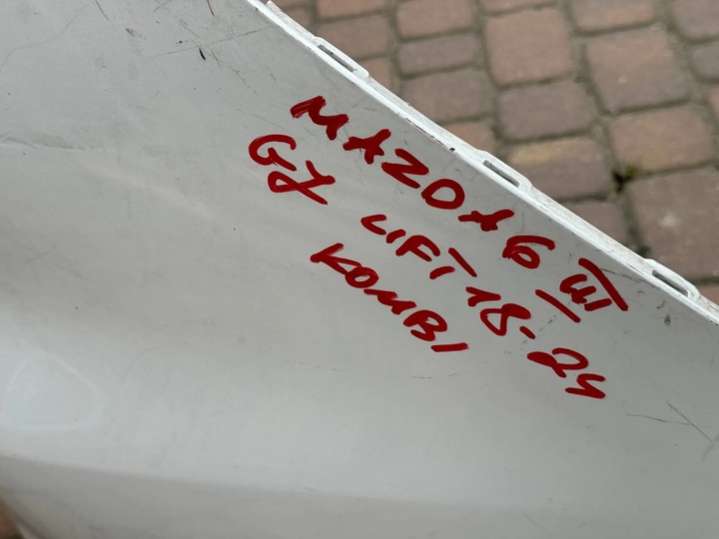 MAZDA 6 III
GJ LIFT 18-24
KOMBI